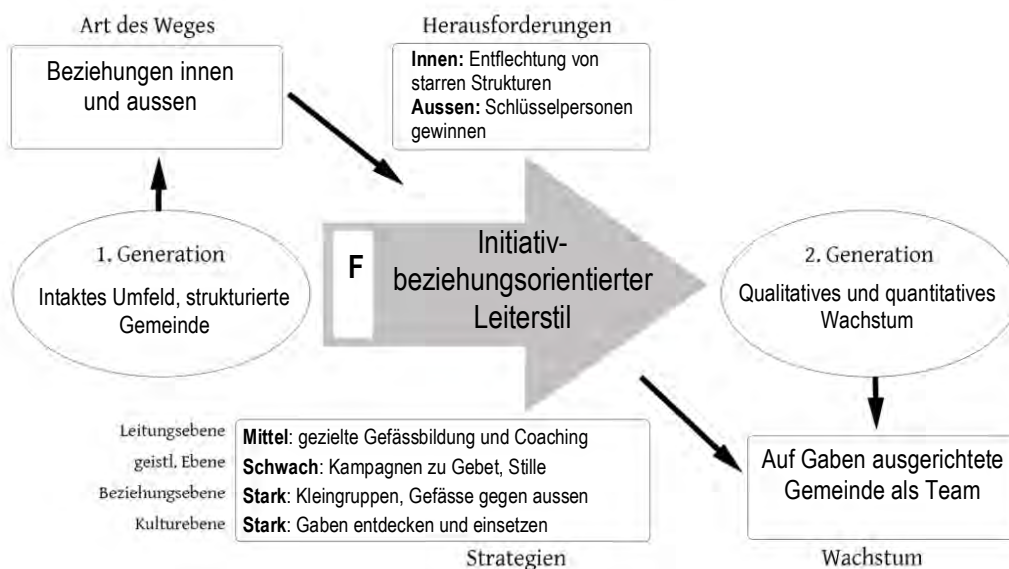 Art des Weges
Beziehungen innen
und aussen
Herausforderungen
Innen: Entflechtung von
starren Strukturen
Aussen: Schlüsselpersonen
gewinnen
1. Generation
Intaktes Umfeld, strukturierte
Gemeinde
F
Initiativ-
beziehungsorientierter
Leiterstil
2. Generation
Qualitatives und quantitatives
Wachstum
Leitungsebene
Mittel: gezielte Gefässbildung und Coaching
geistl. Ebene
Schwach: Kampagnen zu Gebet, Stille
Beziehungsebene
Stark: Kleingruppen, Gefässe gegen aussen
Kulturebene
Stark: Gaben entdecken und einsetzen
Strategien
Auf Gaben ausgerichtete
Gemeinde als Team
Wachstum